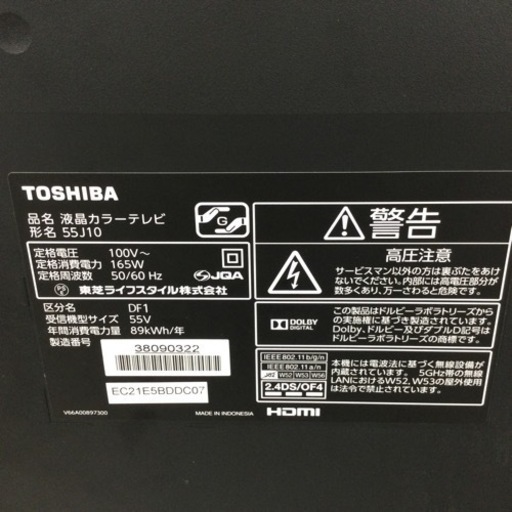 TOSHIBA
品名 液晶カラーテレビ
形名 55J10
定格電圧 100V～
定格消費電力 165W
定格周波数 50/60 Hz
JQA
東芝ライフスタイル株式会社
区分名 DF1
受信機型サイズ 55V
年間消費電力量 89kWh/年
製造番号
38090322
EC21E5BDDC07
V66A00897300
MADE IN INDONESIA
警告
高圧注意
サービスマン以外の方は裏ぶたをあけ
ないでください。内部には高電圧部分が
数多くあり、万一さわると危険です。
DOLBY
DIGITAL PLUS
この製品はドルビーラボラトリーズから
の実施権に基づき製造されています。
Dolby、ドルビー及びダブルD記号はド
ルビーラボラトリーズの商標です。
IEEE802.11b/g/n
IEEE802.11a/n
J52 W52 W53 W56
2.4DS/OF4
本機には電波法に基づく無線設備が
内蔵されています。 5GHz帯の無線
LANにおけるW52, W53の屋外使用
は法令により禁止されています。
HDMI